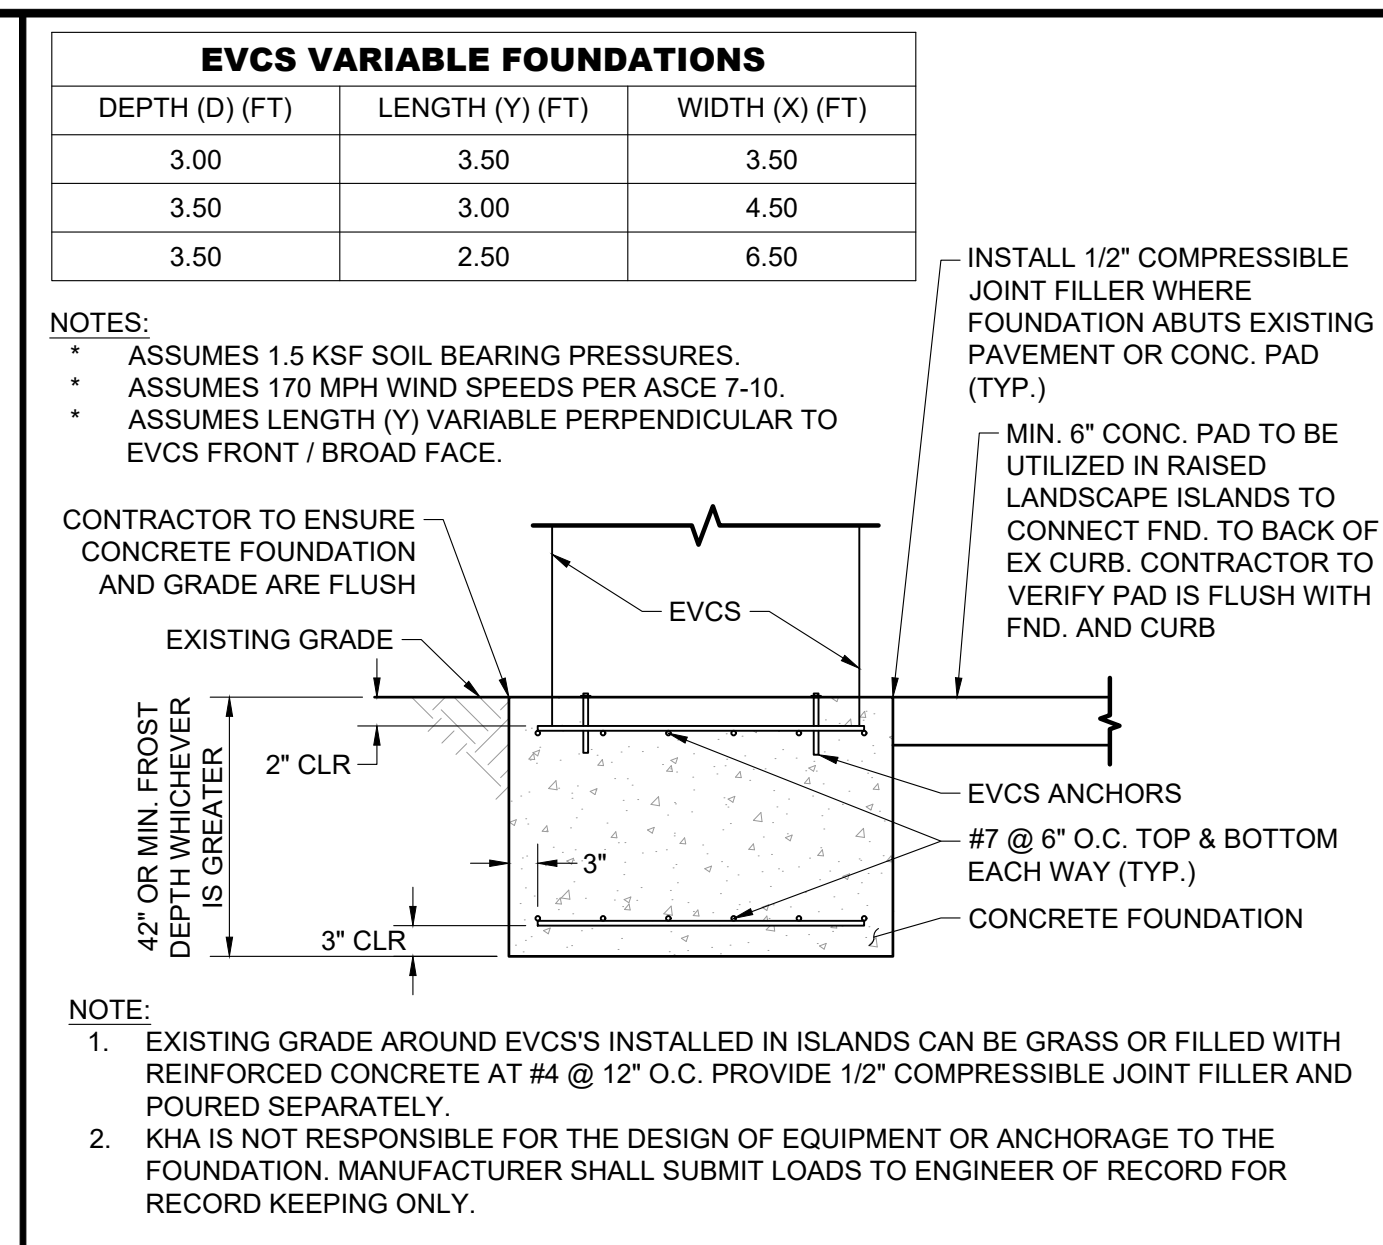 EVCS VARIABLE FOUNDATIONS
DEPTH (D) (FT) LENGTH (Y) (FT) WIDTH (X) (FT)
3.00 3.50 3.50
3.50 3.00 4.50
3.50 2.50 6.50
NOTES:
* ASSUMES 1.5 KSF SOIL BEARING PRESSURES.
* ASSUMES 170 MPH WIND SPEEDS PER ASCE 7-10.
* ASSUMES LENGTH (Y) VARIABLE PERPENDICULAR TO
EVCS FRONT / BROAD FACE.
INSTALL 1/2" COMPRESSIBLE
JOINT FILLER WHERE
FOUNDATION ABUTS EXISTING
PAVEMENT OR CONC. PAD
(TYP.)
MIN. 6" CONC. PAD TO BE
UTILIZED IN RAISED
LANDSCAPE ISLANDS TO
CONNECT FND. TO BACK OF
EX CURB. CONTRACTOR TO
VERIFY PAD IS FLUSH WITH
FND. AND CURB
CONTRACTOR TO ENSURE
CONCRETE FOUNDATION
AND GRADE ARE FLUSH
EVCS
EXISTING GRADE
42" OR MIN. FROST
DEPTH WHICHEVER
IS GREATER
2" CLR
3"
3" CLR
EVCS ANCHORS
#7 @ 6" O.C. TOP & BOTTOM
EACH WAY (TYP.)
CONCRETE FOUNDATION
NOTE:
1. EXISTING GRADE AROUND EVCS'S INSTALLED IN ISLANDS CAN BE GRASS OR FILLED WITH
REINFORCED CONCRETE AT #4 @ 12" O.C. PROVIDE 1/2" COMPRESSIBLE JOINT FILLER AND
POURED SEPARATELY.
2. KHA IS NOT RESPONSIBLE FOR THE DESIGN OF EQUIPMENT OR ANCHORAGE TO THE
FOUNDATION. MANUFACTURER SHALL SUBMIT LOADS TO ENGINEER OF RECORD FOR
RECORD KEEPING ONLY.